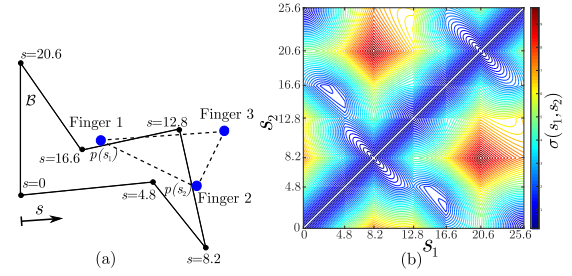 s=20.6
𝓑
Finger 1
s=12.8
Finger 3
s=16.6
p(s₁)
s=0
s=4.8
p(s₂)
Finger 2
s
s=8.2
(a)
25.6
20.6
16.6
12.8
8.2
4.8
0
s₂
0 4.8 8.2 12.8 16.6 20.6 25.6
s₁
(b)
σ(s₁,s₂)